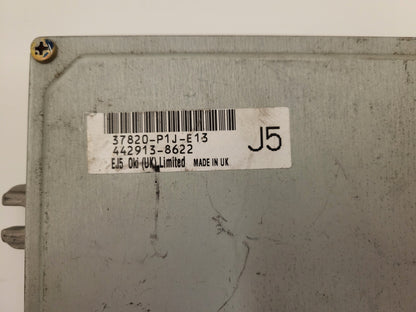 37820-P1J-E13
442913-8622
EJ5 Oki (UK) Limited MADE IN UK
J5